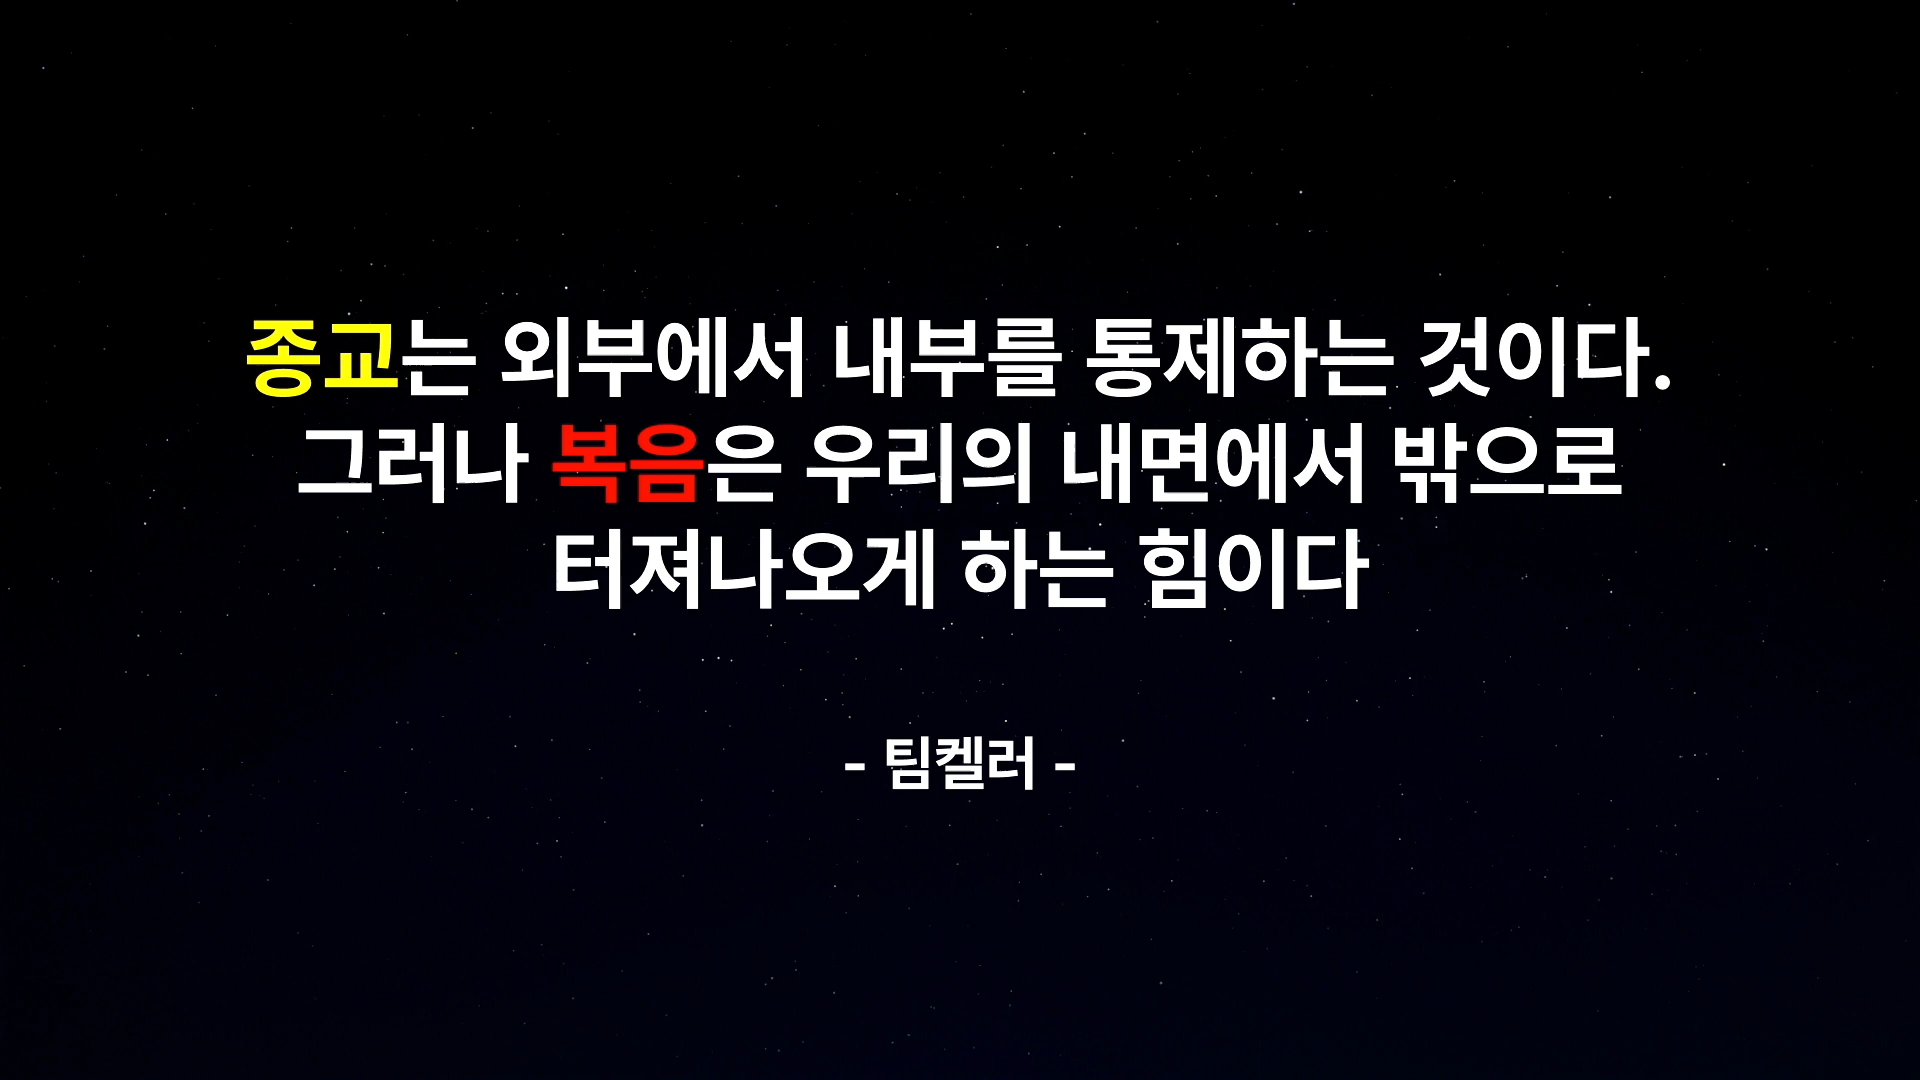 종교는 외부에서 내부를 통제하는 것이다.
그러나 복음은 우리의 내면에서 밖으로
터져나오게 하는 힘이다
- 팀켈러 -